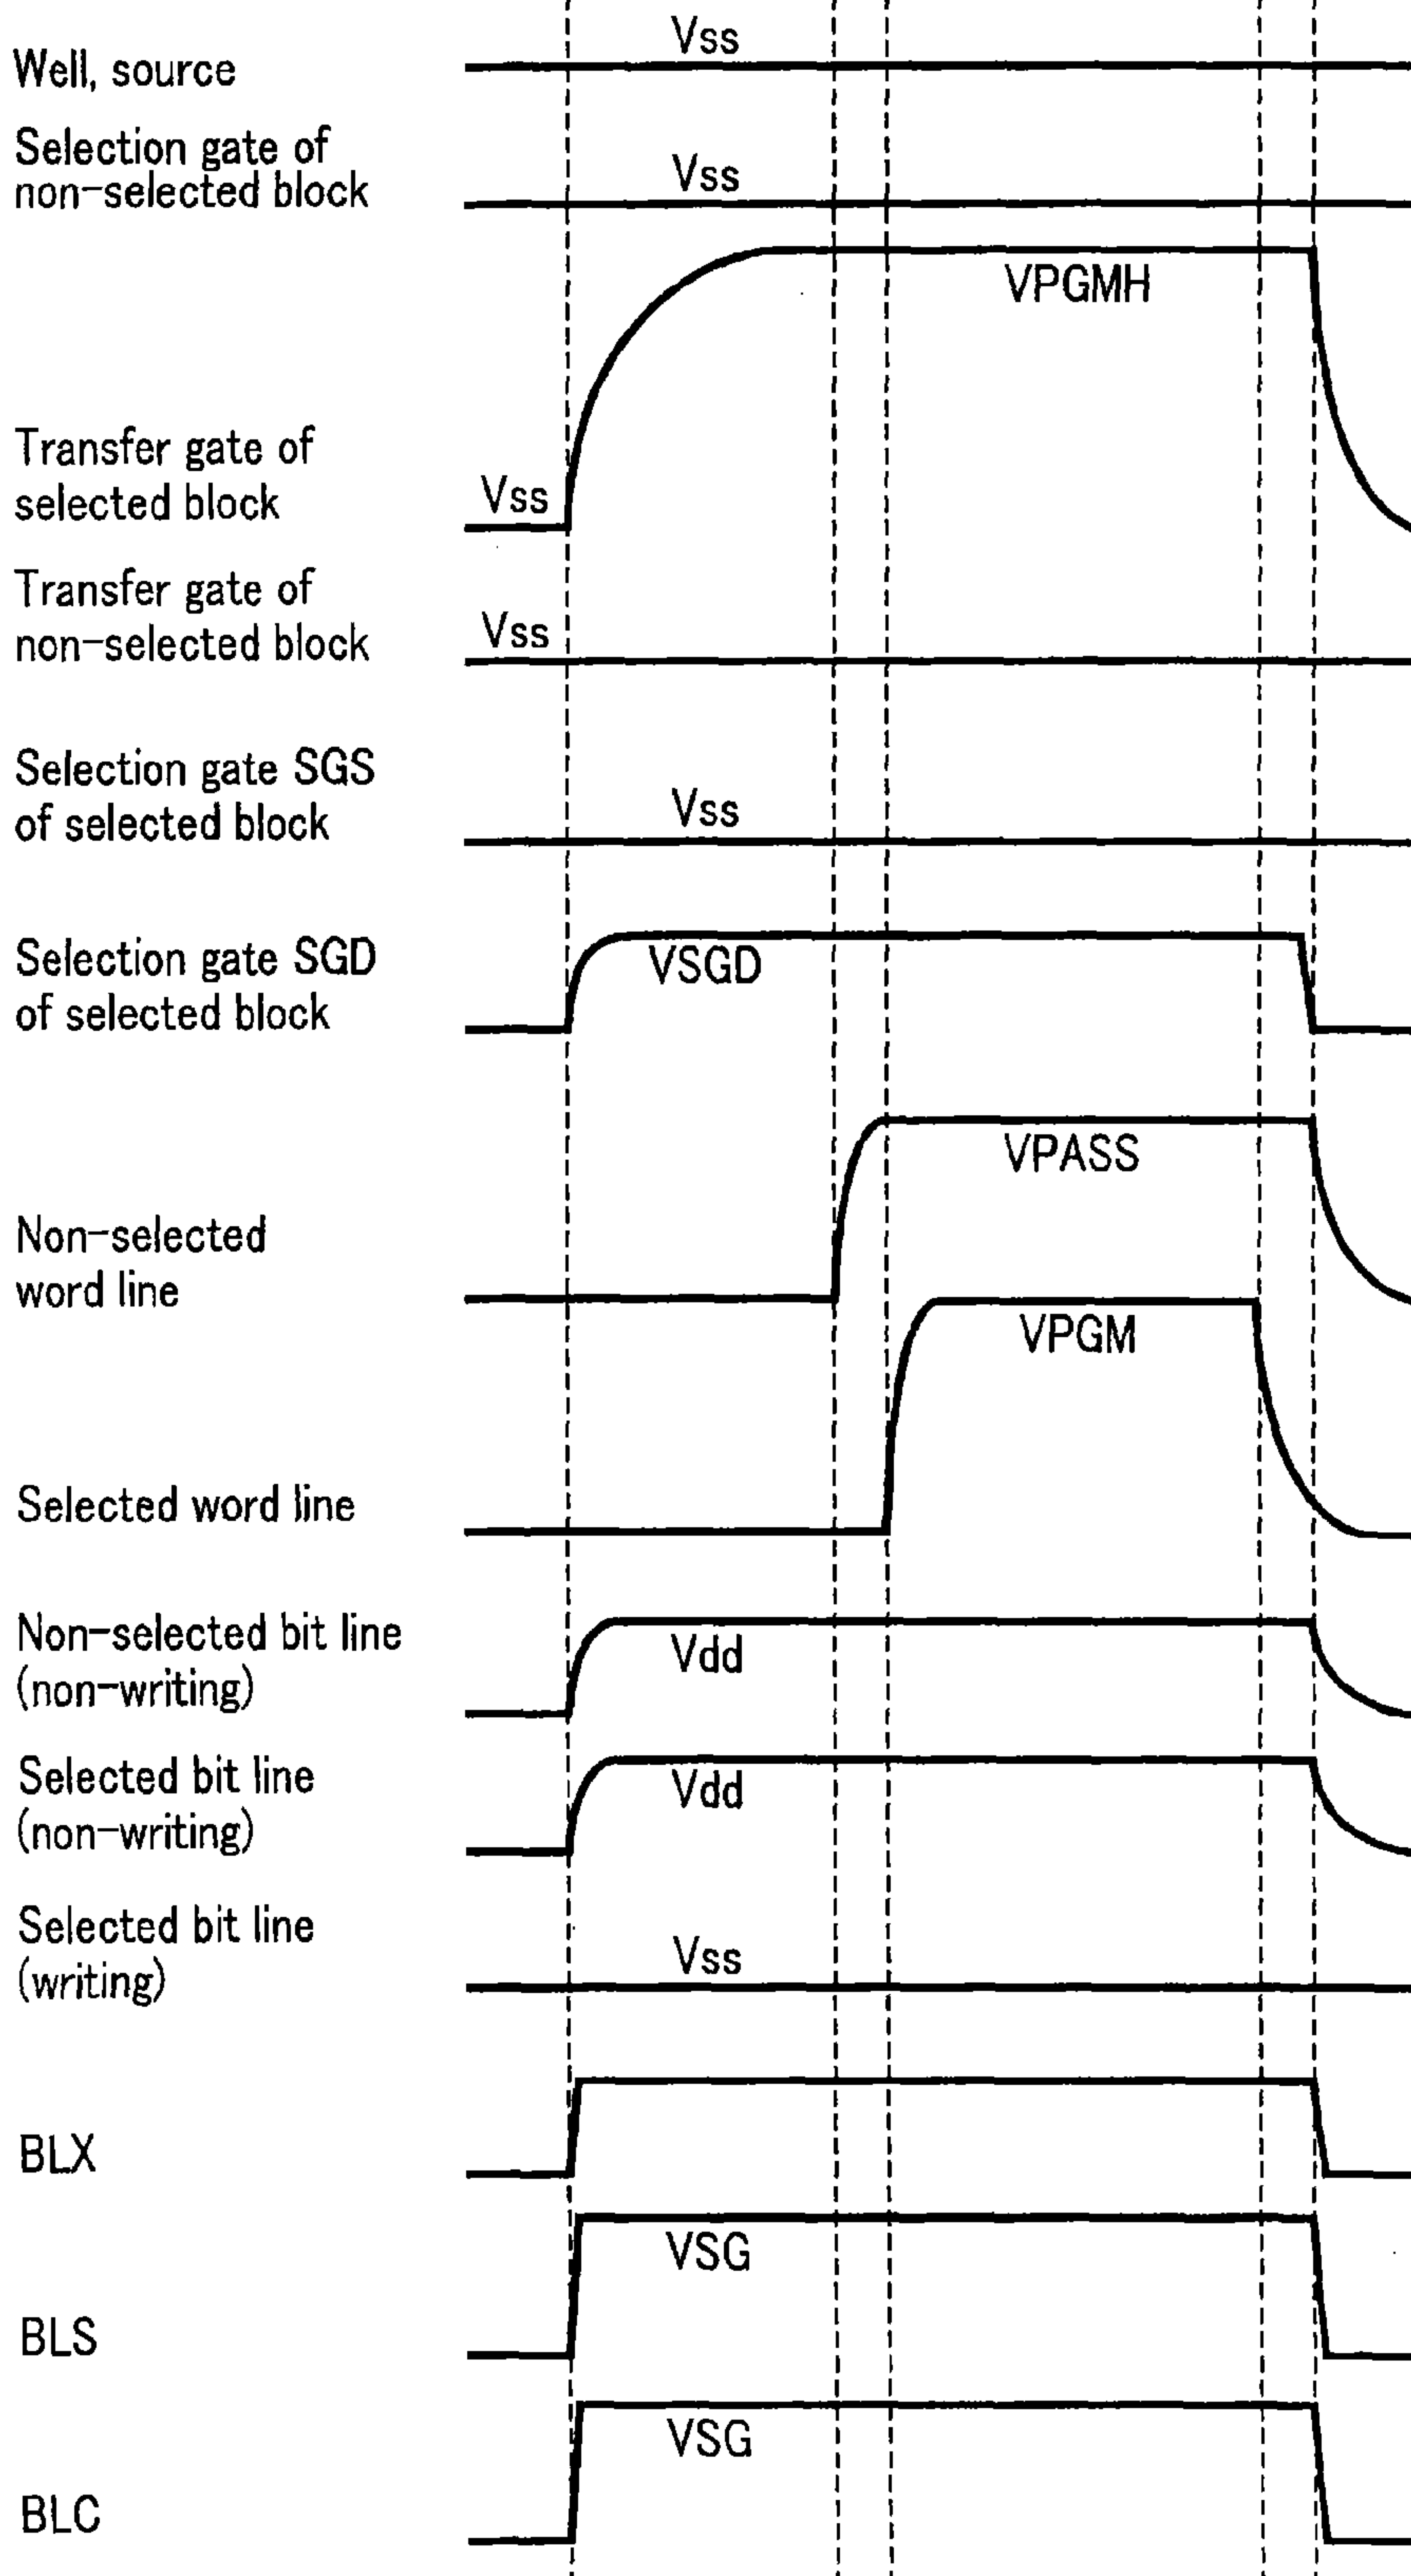 Vss
Well, source
Selection gate of
non-selected block
Vss
VPGMH
Transfer gate of
selected block
Vss
Transfer gate of
non-selected block
Vss
Selection gate SGS
of selected block
Vss
Selection gate SGD
of selected block
VSGD
VPASS
Non-selected
word line
VPGM
Selected word line
Non-selected bit line
(non-writing)
Vdd
Selected bit line
(non-writing)
Vdd
Selected bit line
(writing)
Vss
BLX
VSG
BLS
VSG
BLC